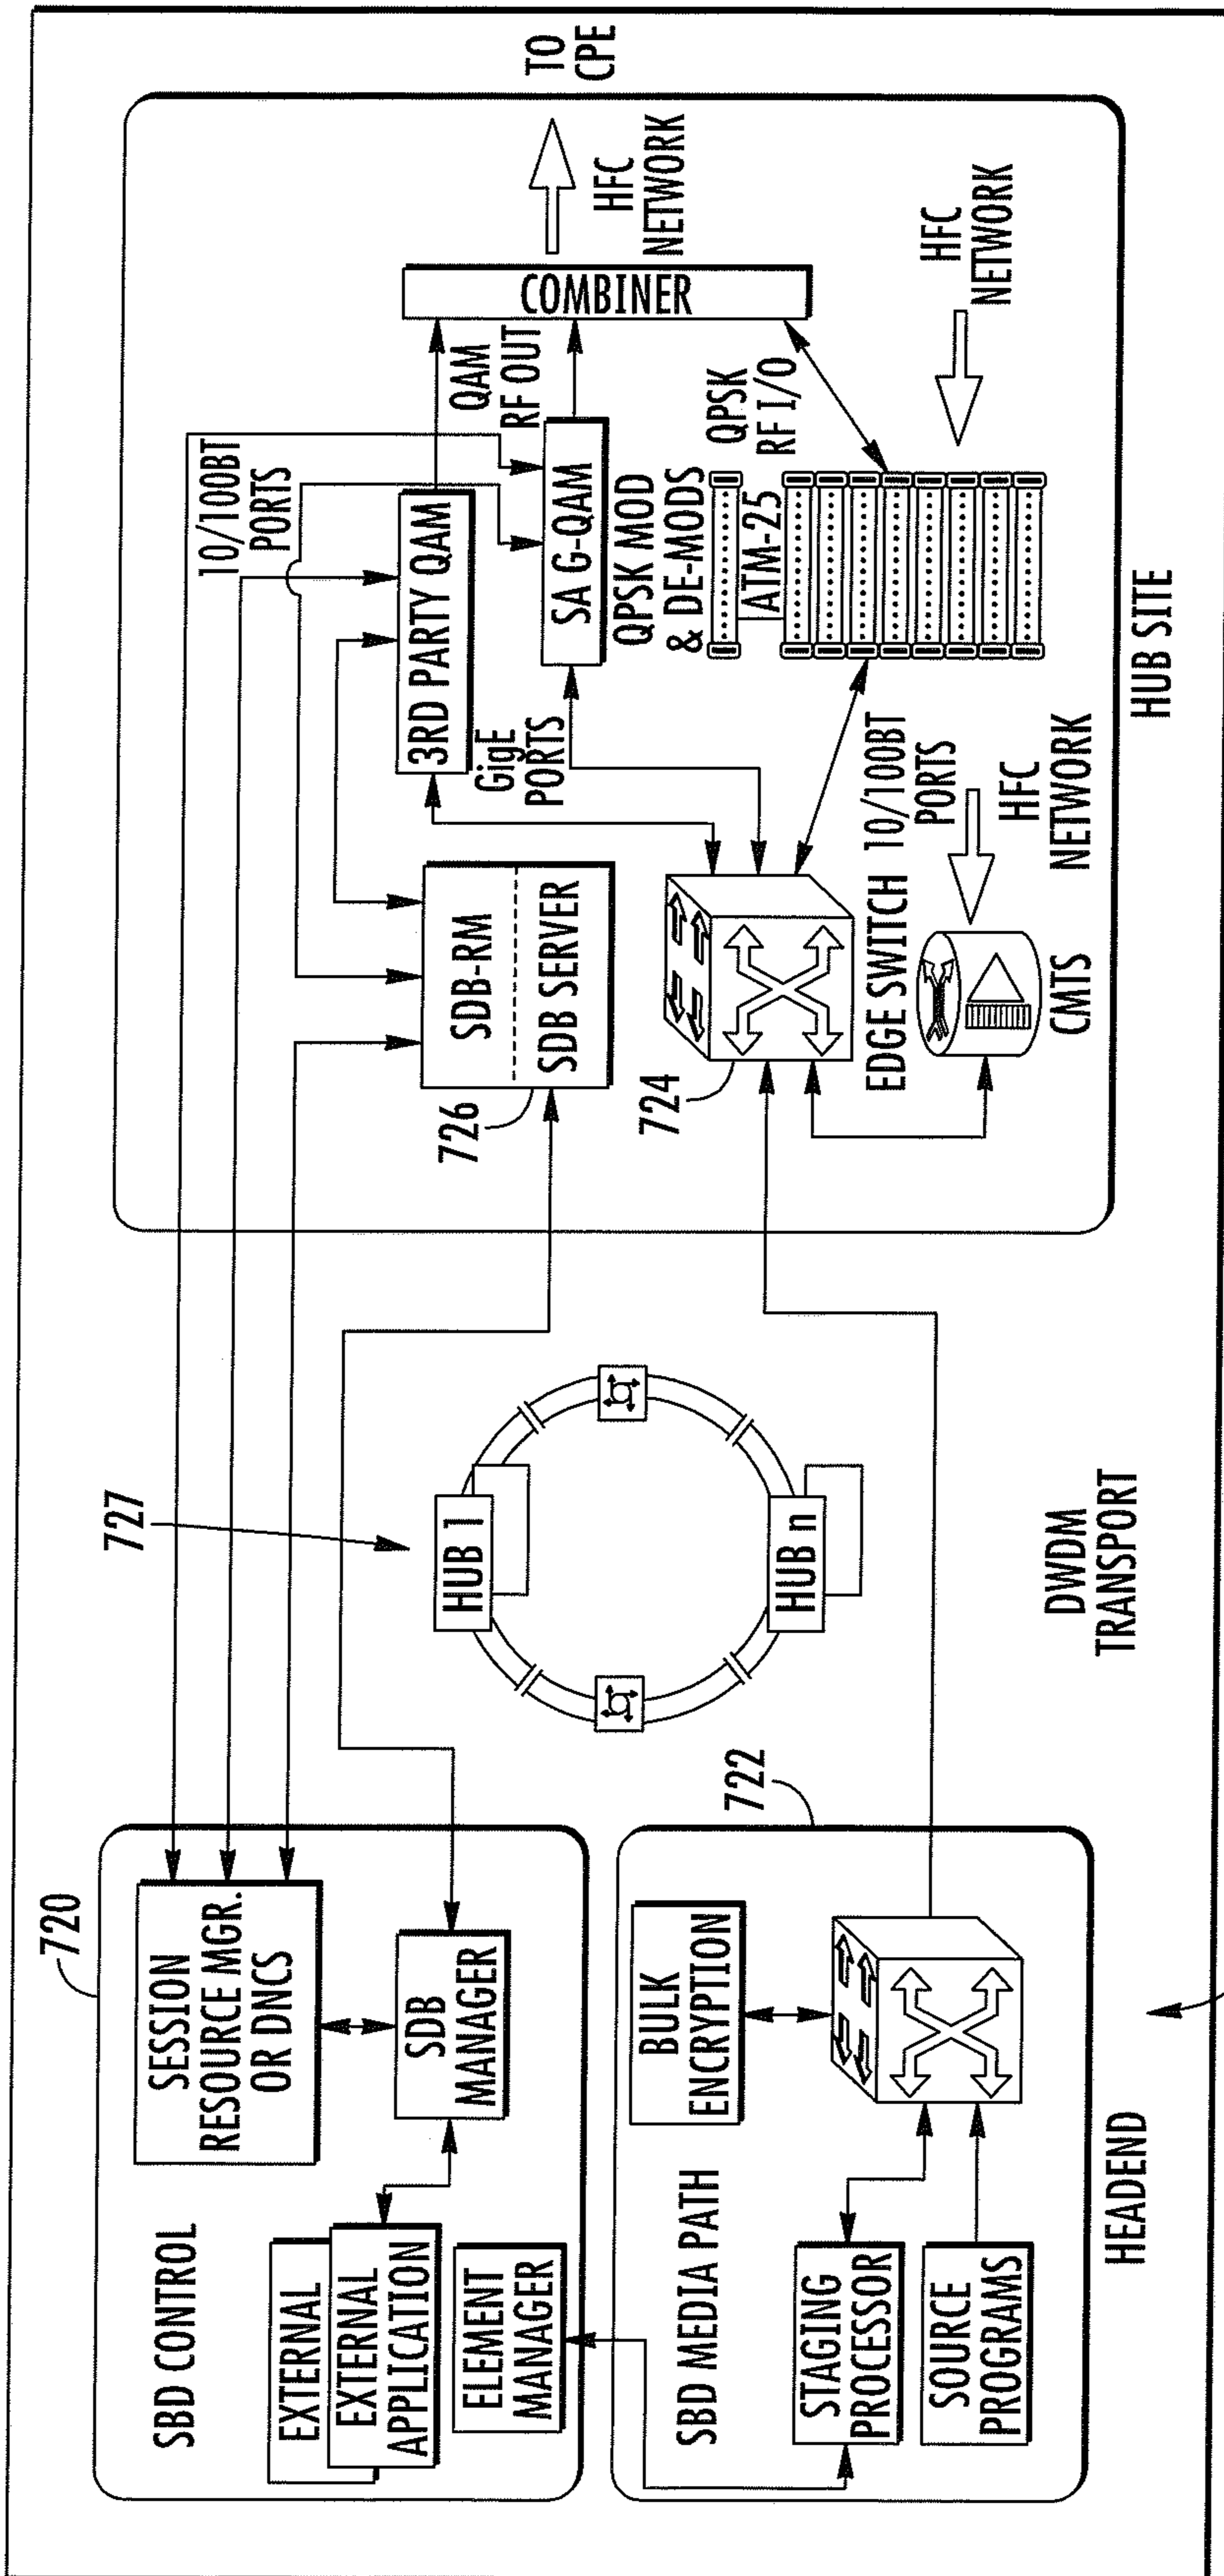 720
SBD CONTROL
SESSION
RESOURCE MGR.
OR DNCS
EXTERNAL
EXTERNAL
APPLICATION
SDB
MANAGER
ELEMENT
MANAGER
722
SBD MEDIA PATH
BULK
ENCRYPTION
STAGING
PROCESSOR
SOURCE
PROGRAMS
HEADEND
727
HUB 1
HUB n
DWDM
TRANSPORT
10/100BT
PORTS
SDB-RM
SDB SERVER
726
3RD PARTY QAM
GigE
PORTS
SA G-QAM
QAM
RF OUT
COMBINER
TO
CPE
HFC
NETWORK
QPSK MOD
& DE-MODS
ATM-25
QPSK
RF I/O
HFC
NETWORK
724
EDGE SWITCH
10/100BT
PORTS
HFC
NETWORK
CMTS
HUB SITE